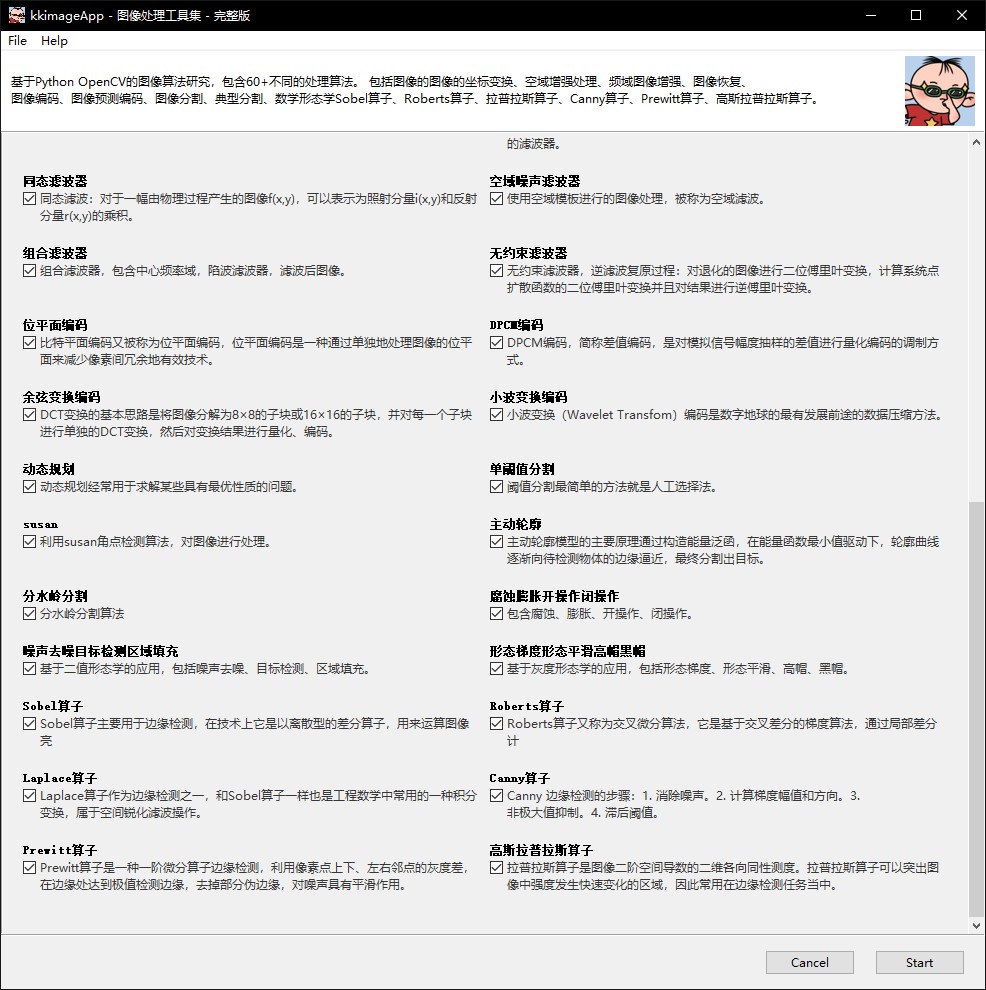 kkimageApp - 图像处理工具集 - 完整版
File Help
基于Python OpenCV的图像算法研究，包含60+不同的处理算法。 包括图像的图像的坐标变换、空域增强处理、频域图像增强、图像恢复、
图像编码、图像预测编码、图像分割、典型分割、数学形态学Sobel算子、Roberts算子、拉普拉斯算子、Canny算子、Prewitt算子、高斯拉普拉斯算子。
的滤波器。
同态滤波器
同态滤波：对于一幅由物理过程产生的图像f(x,y)，可以表示为照射分量i(x,y)和反射
分量r(x,y)的乘积。
空域噪声滤波器
使用空域模板进行的图像处理，被称为空域滤波。
组合滤波器
组合滤波器，包含中心频率域，陷波滤波器，滤波后图像。
无约束滤波器
无约束滤波器，逆滤波复原过程：对退化的图像进行二位傅里叶变换，计算系统点
扩散函数的二位傅里叶变换并且对结果进行逆傅里叶变换。
位平面编码
比特平面编码又被称为位平面编码，位平面编码是一种通过单独地处理图像的位平
面来减少像素间冗余地有效技术。
DPCM编码
DPCM编码，简称差值编码，是对模拟信号幅度抽样的差值进行量化编码的调制方
式。
余弦变换编码
DCT变换的基本思路是将图像分解为8×8的子块或16×16的子块，并对每一个子块
进行单独的DCT变换，然后对变换结果进行量化、编码。
小波变换编码
小波变换（Wavelet Transfom）编码是数字地球的最有发展前途的数据压缩方法。
动态规划
动态规划经常用于求解某些具有最优性质的问题。
单阈值分割
阈值分割最简单的方法就是人工选择法。
susan
利用susan角点检测算法，对图像进行处理。
主动轮廓
主动轮廓模型的主要原理通过构造能量泛函，在能量函数最小值驱动下，轮廓曲线
逐渐向待检测物体的边缘逼近，最终分割出目标。
分水岭分割
分水岭分割算法
腐蚀膨胀开操作闭操作
包含腐蚀、膨胀、开操作、闭操作。
噪声去噪目标检测区域填充
基于二值形态学的应用，包括噪声去噪、目标检测、区域填充。
形态梯度形态平滑高帽黑帽
基于灰度形态学的应用，包括形态梯度、形态平滑、高帽、黑帽。
Sobel算子
Sobel算子主要用于边缘检测，在技术上它是以离散型的差分算子，用来运算图像
亮
Roberts算子
Roberts算子又称为交叉微分算法，它是基于交叉差分的梯度算法，通过局部差分
计
Laplace算子
Laplace算子作为边缘检测之一，和Sobel算子一样也是工程数学中常用的一种积分
变换，属于空间锐化滤波操作。
Canny算子
Canny 边缘检测的步骤：1. 消除噪声。2. 计算梯度幅值和方向。3.
非极大值抑制。4. 滞后阈值。
Prewitt算子
Prewitt算子是一种一阶微分算子边缘检测，利用像素点上下、左右邻点的灰度差，
在边缘处达到极值检测边缘，去掉部伪边缘，对噪声具有平滑作用。
高斯拉普拉斯算子
拉普拉斯算子是图像二阶空间导数的二维各向同性测度。拉普拉斯算子可以突出图
像中强度发生快速变化的区域，因此常用在边缘检测任务当中。
Cancel Start